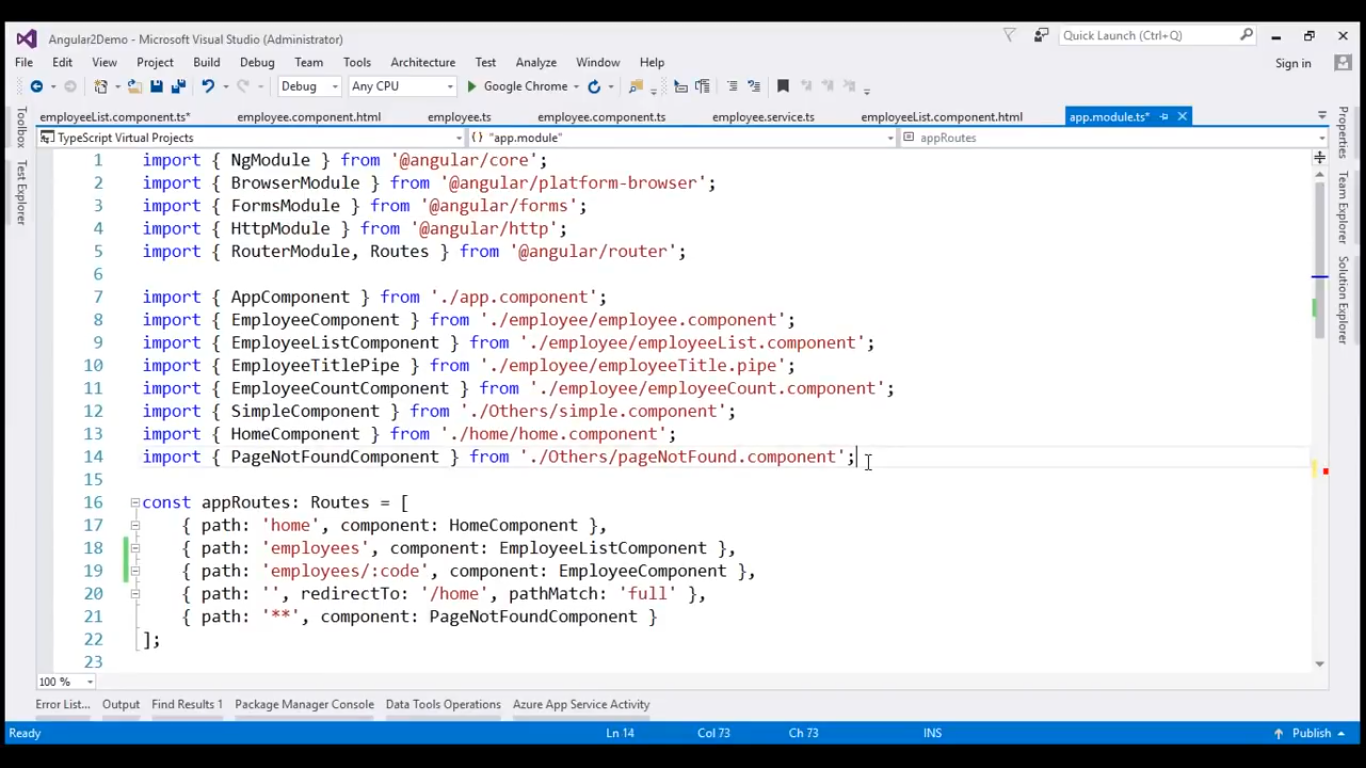 Angular2Demo - Microsoft Visual Studio (Administrator)
Quick Launch (Ctrl+Q)
File Edit View Project Build Debug Team Tools Architecture Test Analyze Window Help
Sign in
Debug Any CPU Google Chrome
employeeList.component.ts* employee.component.html employee.ts employee.component.ts employee.service.ts employeeList.component.html app.module.ts*
TypeScript Virtual Projects {} "app.module" appRoutes
Toolbox
Test Explorer
Properties
Team Explorer
Solution Explorer
1 import { NgModule } from '@angular/core';
2 import { BrowserModule } from '@angular/platform-browser';
3 import { FormsModule } from '@angular/forms';
4 import { HttpModule } from '@angular/http';
5 import { RouterModule, Routes } from '@angular/router';
6
7 import { AppComponent } from './app.component';
8 import { EmployeeComponent } from './employee/employee.component';
9 import { EmployeeListComponent } from './employee/employeeList.component';
10 import { EmployeeTitlePipe } from './employee/employeeTitle.pipe';
11 import { EmployeeCountComponent } from './employee/employeeCount.component';
12 import { SimpleComponent } from './Others/simple.component';
13 import { HomeComponent } from './home/home.component';
14 import { PageNotFoundComponent } from './Others/pageNotFound.component';
15
16 const appRoutes: Routes = [
17 { path: 'home', component: HomeComponent },
18 { path: 'employees', component: EmployeeListComponent },
19 { path: 'employees/:code', component: EmployeeComponent },
20 { path: '', redirectTo: '/home', pathMatch: 'full' },
21 { path: '**', component: PageNotFoundComponent }
22 ];
23
100 %
Error List... Output Find Results 1 Package Manager Console Data Tools Operations Azure App Service Activity
Ready Ln 14 Col 73 Ch 73 INS Publish